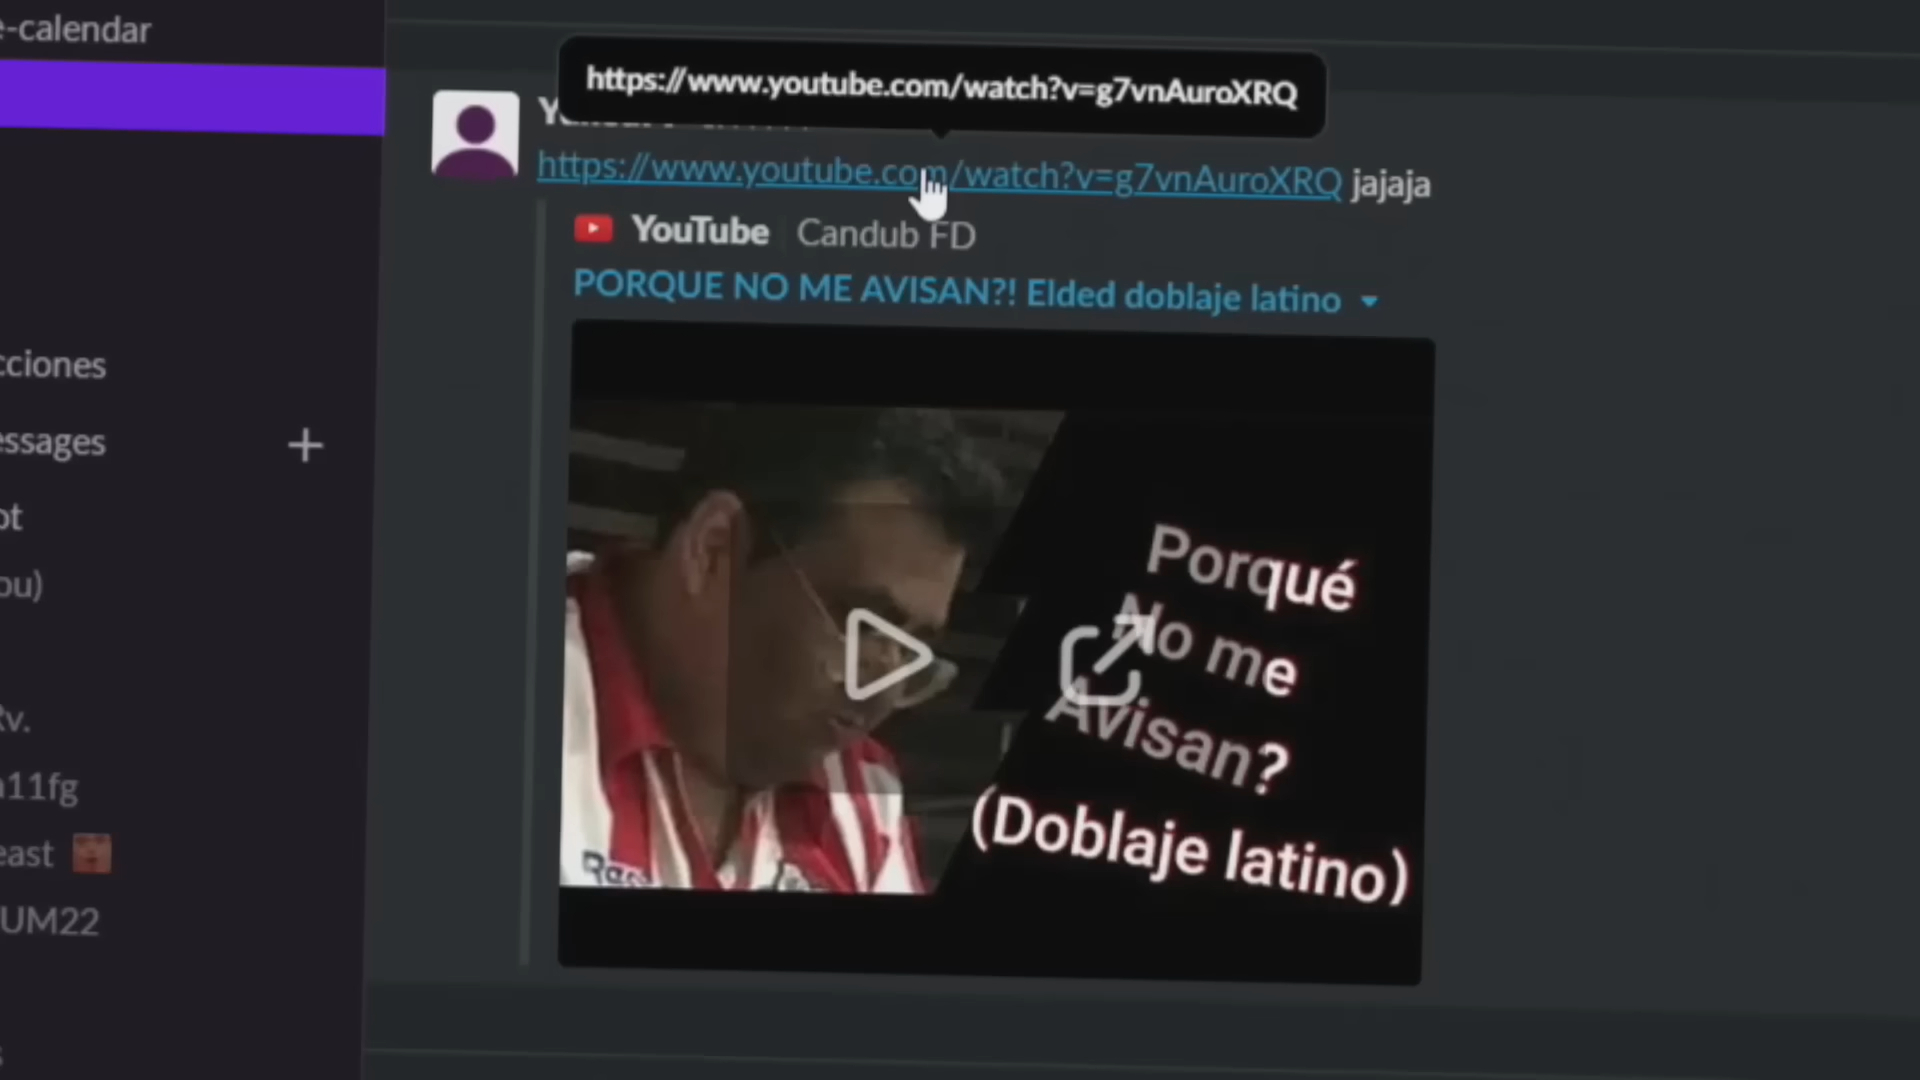 e-calendar
https://www.youtube.com/watch?v=g7vnAuroXRQ
https://www.youtube.com/watch?v=g7vnAuroXRQ jajaja
YouTube Candub FD
PORQUE NO ME AVISAN?! Elded doblaje latino
Porqué
No me
Avisan?
(Doblaje latino)
cciones
essages
ot
ou)
Rv.
a11fg
east
UM22